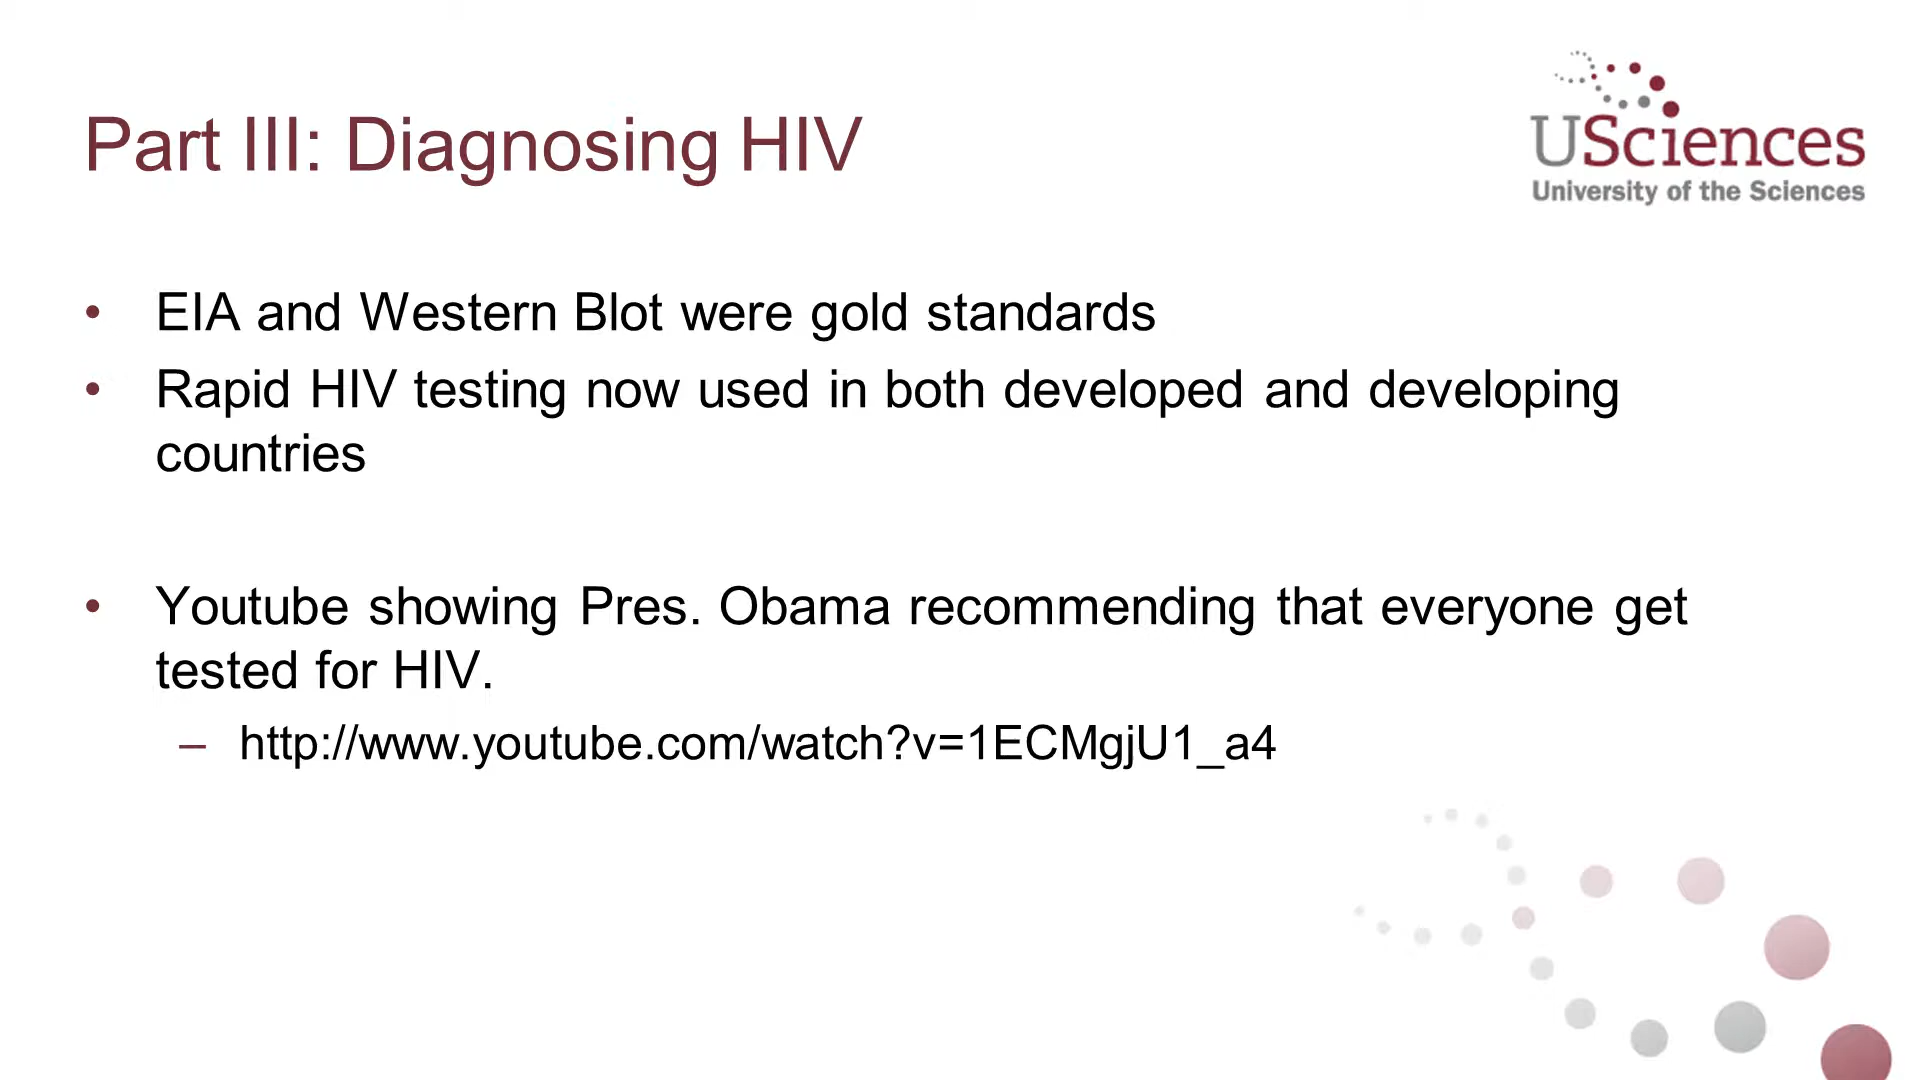 Part III: Diagnosing HIV
USciences
University of the Sciences
• EIA and Western Blot were gold standards
• Rapid HIV testing now used in both developed and developing
countries
• Youtube showing Pres. Obama recommending that everyone get
tested for HIV.
– http://www.youtube.com/watch?v=1ECMgjU1_a4